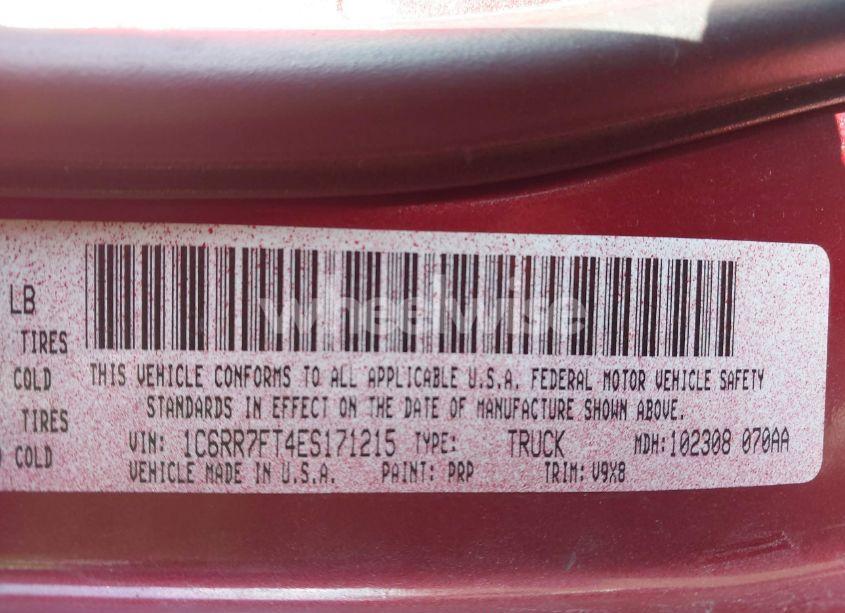 wheelwise
LB
TIRES
COLD
TIRES
COLD
THIS VEHICLE CONFORMS TO ALL APPLICABLE U.S.A. FEDERAL MOTOR VEHICLE SAFETY
STANDARDS IN EFFECT ON THE DATE OF MANUFACTURE SHOWN ABOVE.
VIN: 1C6RR7FT4ES171215 TYPE: TRUCK MDH:102308 070AA
VEHICLE MADE IN U.S.A. PAINT: PRP TRIM: V9X8